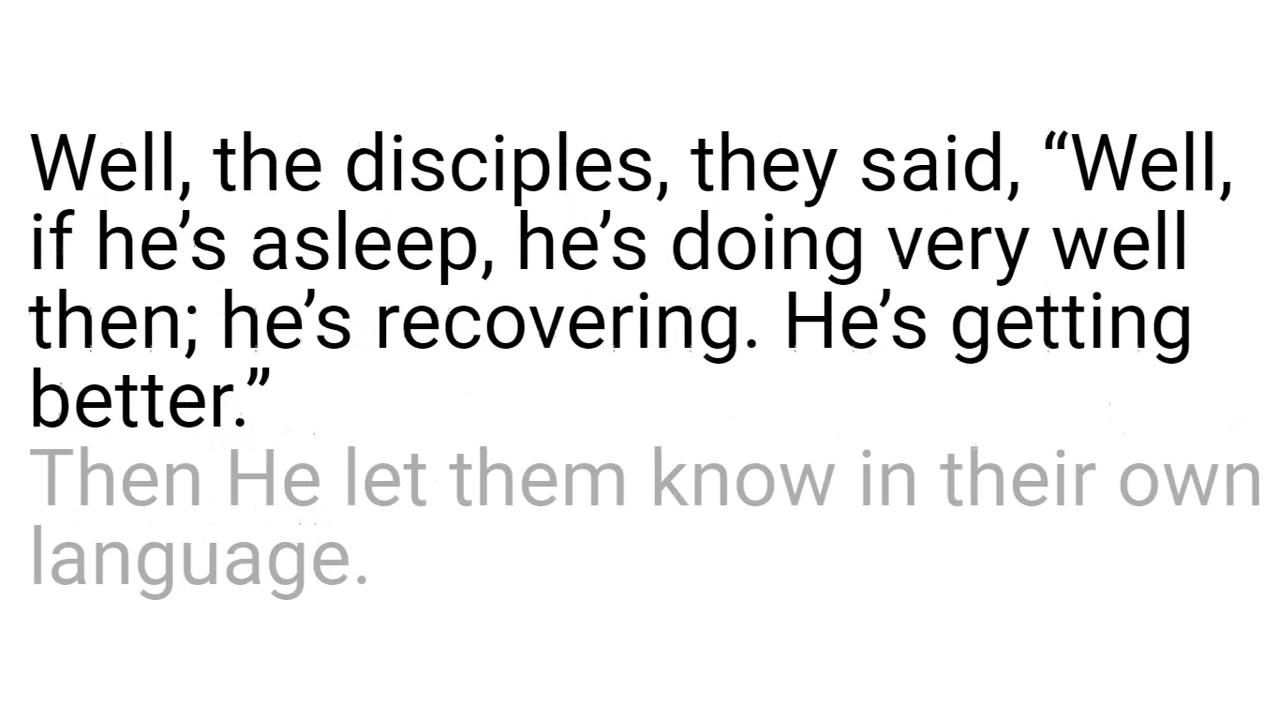 Well, the disciples, they said, “Well,
if he’s asleep, he’s doing very well
then; he’s recovering. He’s getting
better.”
Then He let them know in their own
language.